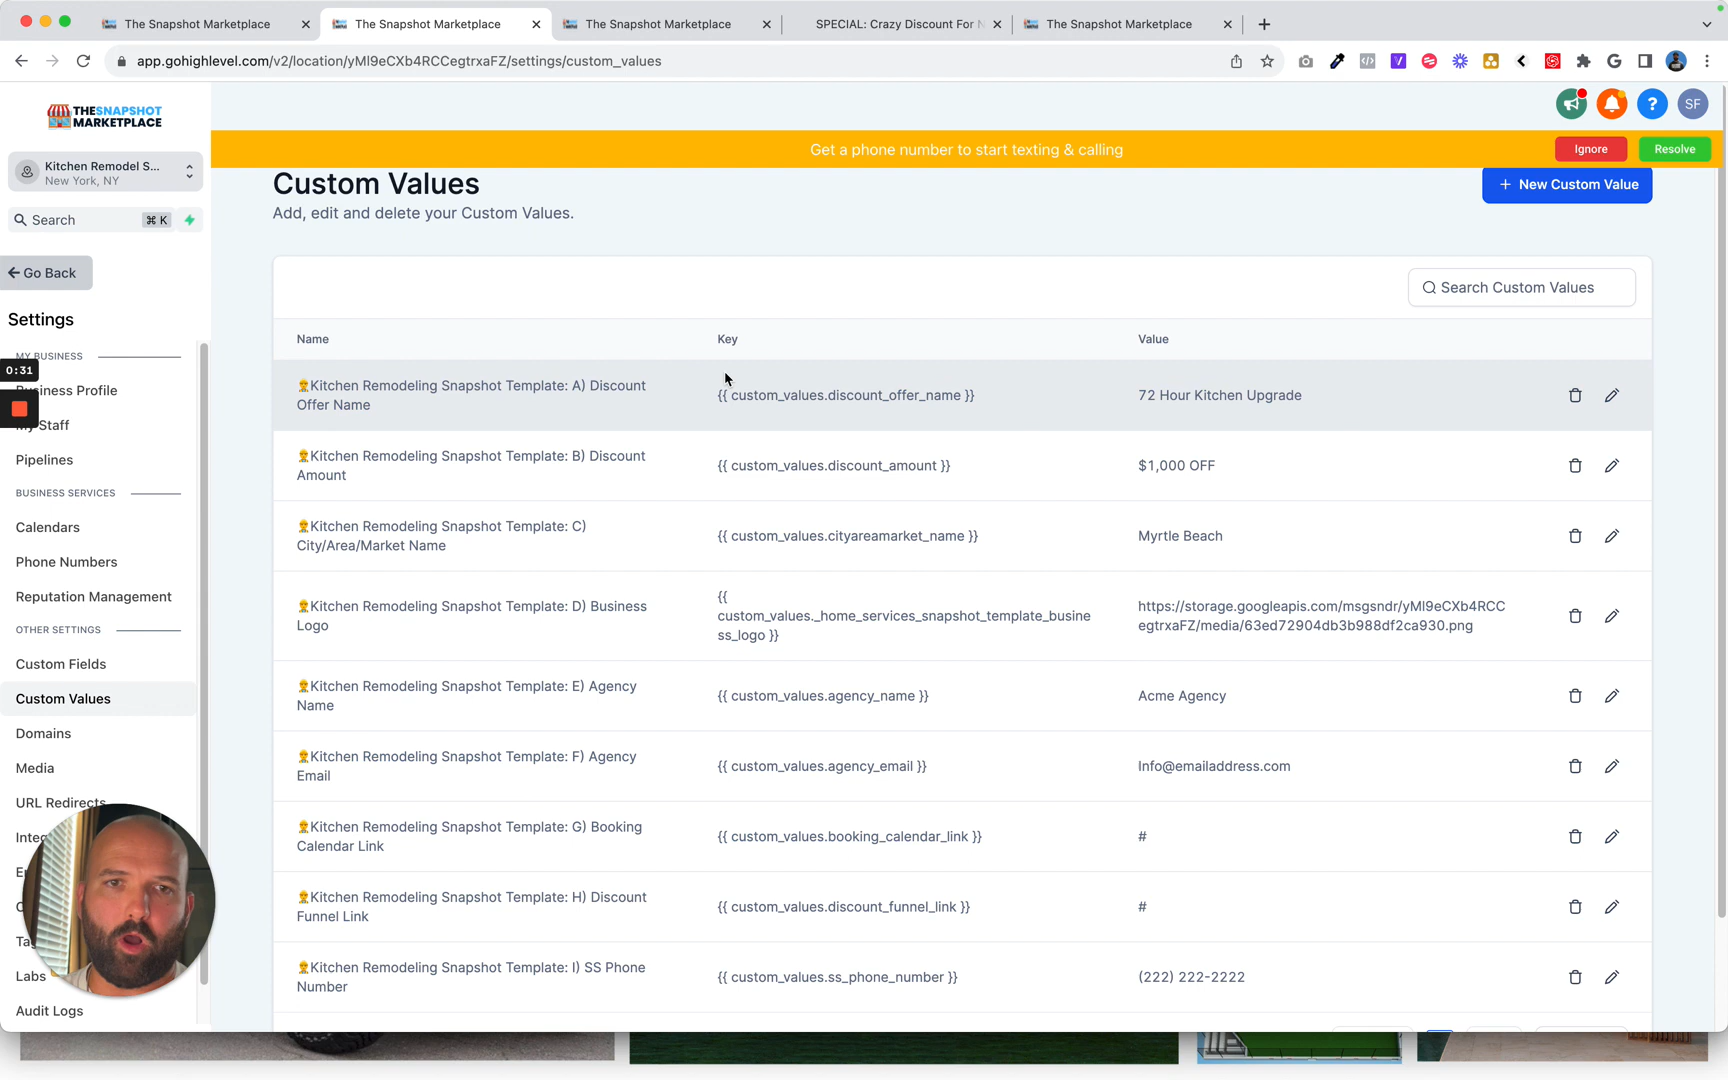 The Snapshot Marketplace
The Snapshot Marketplace
The Snapshot Marketplace
SPECIAL: Crazy Discount For N
The Snapshot Marketplace
app.gohighlevel.com/v2/location/yMl9eCXb4RCCegtrxaFZ/settings/custom_values
THESNAPSHOT
MARKETPLACE
SF
Get a phone number to start texting & calling
Ignore
Resolve
Kitchen Remodel S...
New York, NY
Search
⌘ K
Go Back
Settings
MY BUSINESS
0:31
Business Profile
My Staff
Pipelines
BUSINESS SERVICES
Calendars
Phone Numbers
Reputation Management
OTHER SETTINGS
Custom Fields
Custom Values
Domains
Media
URL Redirects
Labs
Audit Logs
Custom Values
Add, edit and delete your Custom Values.
+ New Custom Value
Search Custom Values
Name
Key
Value
Kitchen Remodeling Snapshot Template: A) Discount
Offer Name
{{ custom_values.discount_offer_name }}
72 Hour Kitchen Upgrade
Kitchen Remodeling Snapshot Template: B) Discount
Amount
{{ custom_values.discount_amount }}
$1,000 OFF
Kitchen Remodeling Snapshot Template: C)
City/Area/Market Name
{{ custom_values.cityareamarket_name }}
Myrtle Beach
Kitchen Remodeling Snapshot Template: D) Business
Logo
{{
custom_values._home_services_snapshot_template_busine
ss_logo }}
https://storage.googleapis.com/msgsndr/yMl9eCXb4RCC
egtrxaFZ/media/63ed72904db3b988df2ca930.png
Kitchen Remodeling Snapshot Template: E) Agency
Name
{{ custom_values.agency_name }}
Acme Agency
Kitchen Remodeling Snapshot Template: F) Agency
Email
{{ custom_values.agency_email }}
Info@emailaddress.com
Kitchen Remodeling Snapshot Template: G) Booking
Calendar Link
{{ custom_values.booking_calendar_link }}
#
Kitchen Remodeling Snapshot Template: H) Discount
Funnel Link
{{ custom_values.discount_funnel_link }}
#
Kitchen Remodeling Snapshot Template: I) SS Phone
Number
{{ custom_values.ss_phone_number }}
(222) 222-2222